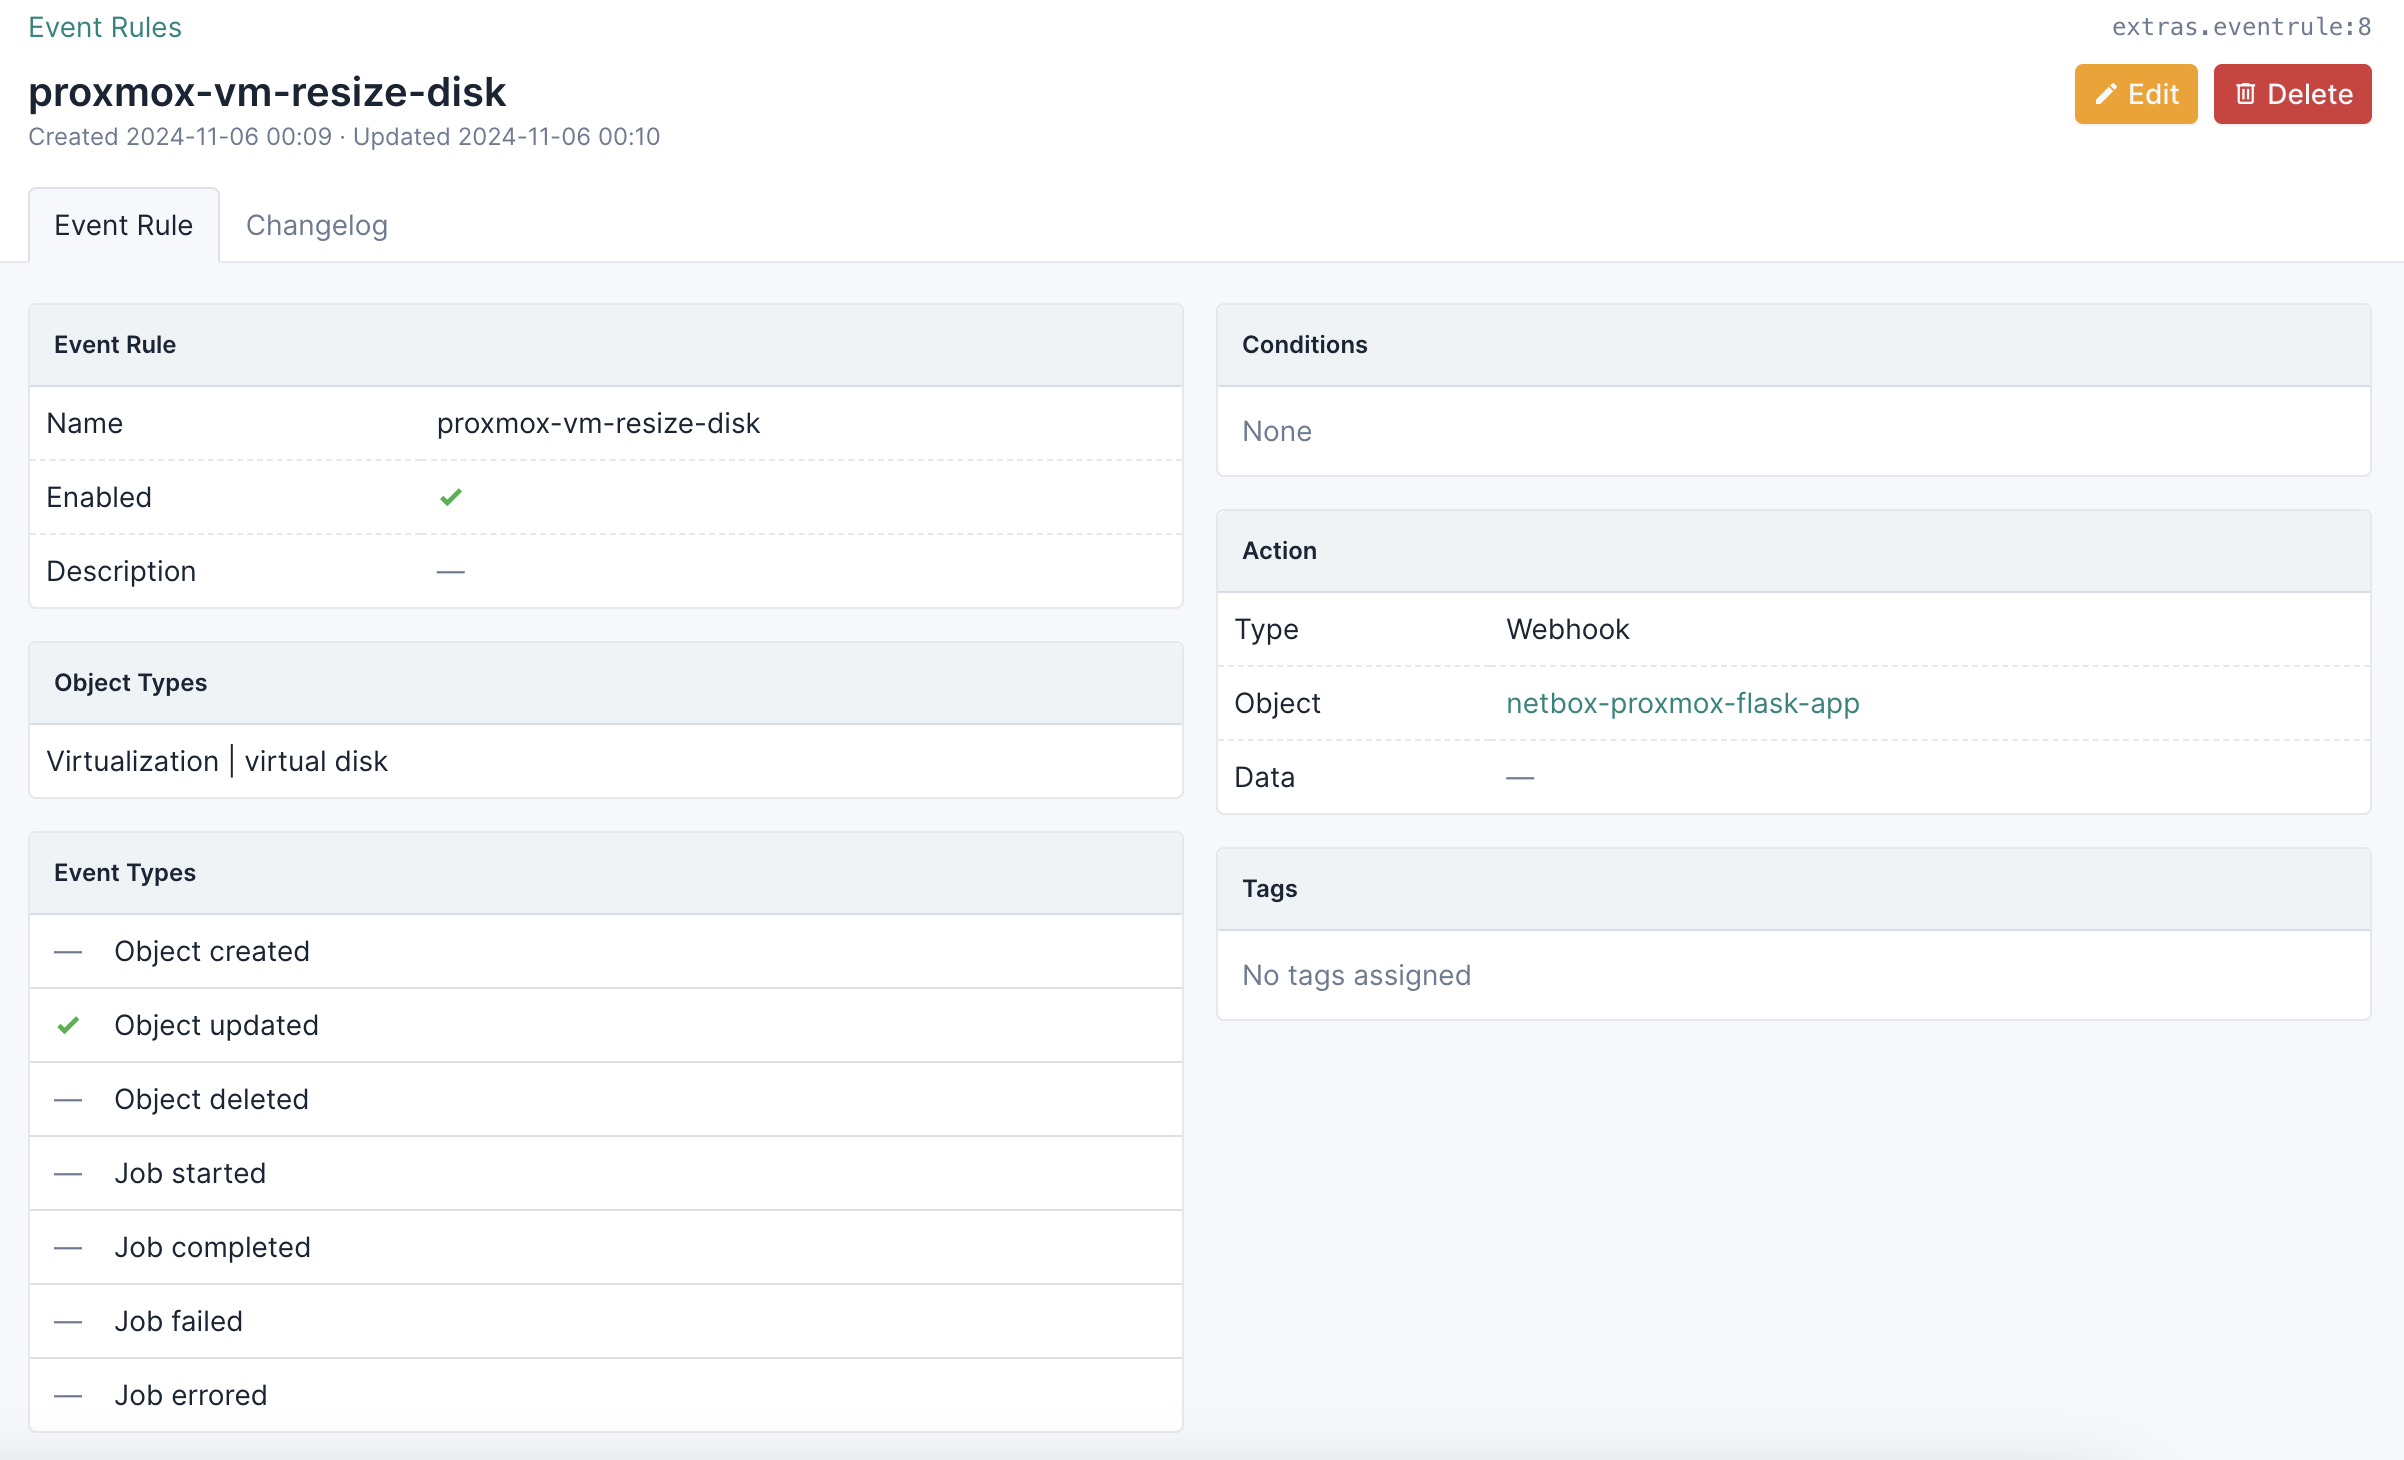 Event Rules
extras.eventrule:8
proxmox-vm-resize-disk
Edit
Delete
Created 2024-11-06 00:09 · Updated 2024-11-06 00:10
Event Rule
Changelog
Event Rule
Name proxmox-vm-resize-disk
Enabled
Description —
Object Types
Virtualization | virtual disk
Event Types
— Object created
Object updated
— Object deleted
— Job started
— Job completed
— Job failed
— Job errored
Conditions
None
Action
Type Webhook
Object netbox-proxmox-flask-app
Data —
Tags
No tags assigned